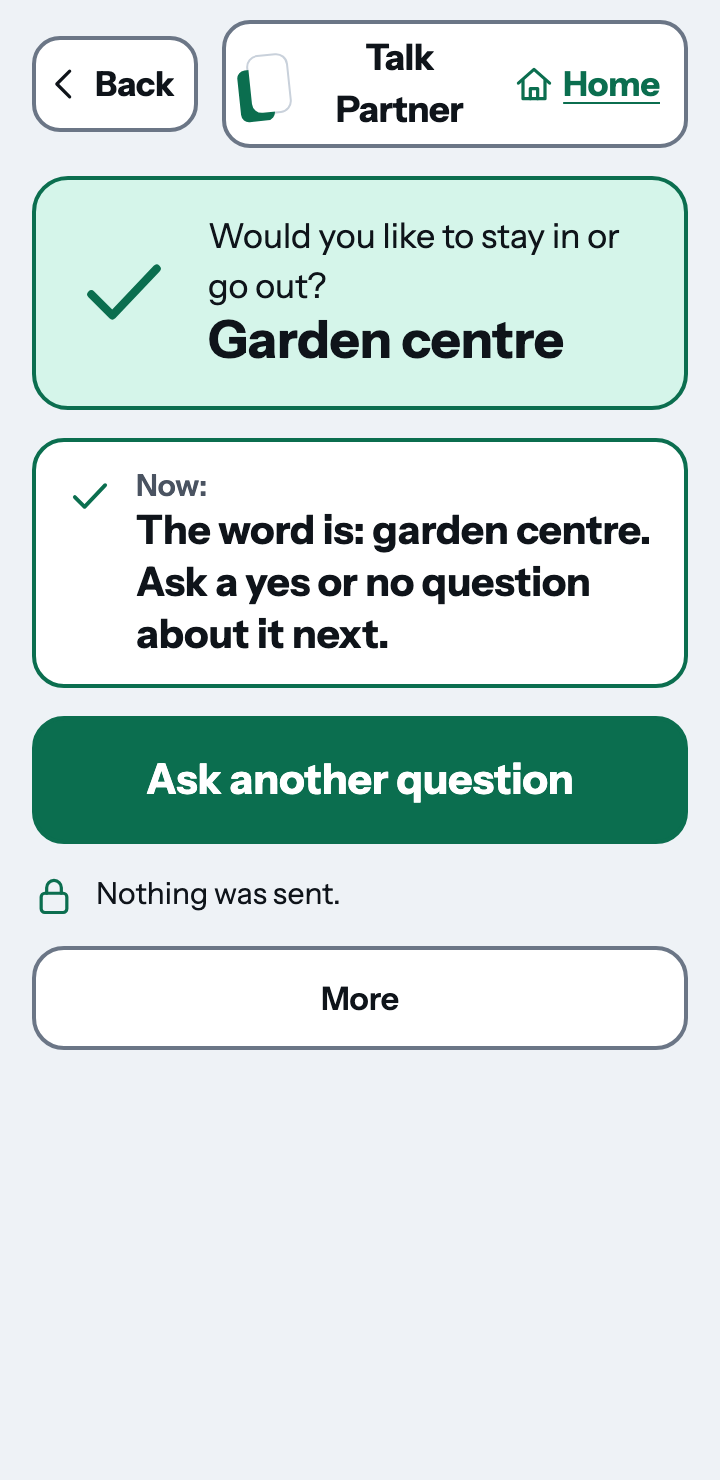 Back
Talk
Partner
Home
Would you like to stay in or
go out?
Garden centre
Now:
The word is: garden centre.
Ask a yes or no question
about it next.
Ask another question
Nothing was sent.
More